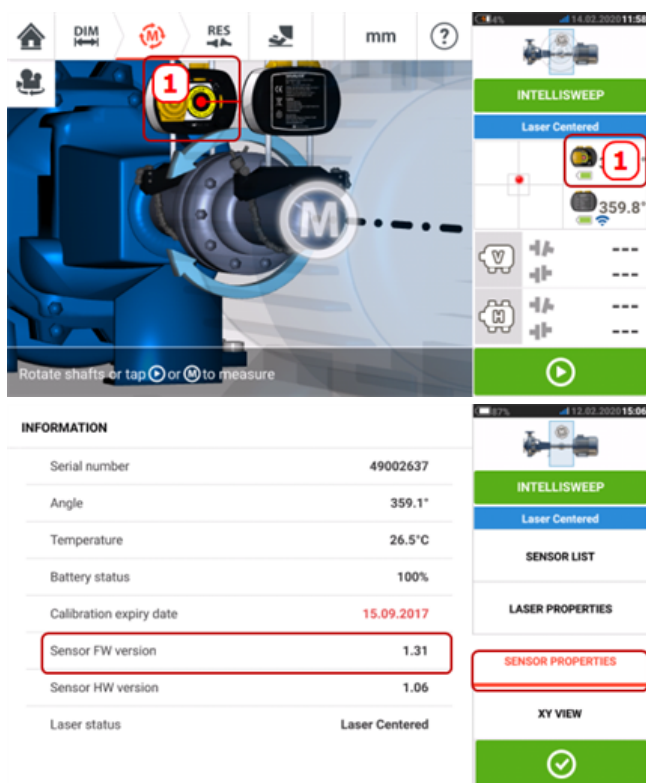 DIM
RES
mm
?
1
M
Rotate shafts or tap or M to measure
14.02.2020 11:58
INTELLISWEEP
Laser Centered
1
359.8°
V
---
---
H
---
---
INFORMATION
Serial number 49002637
Angle 359.1°
Temperature 26.5°C
Battery status 100%
Calibration expiry date 15.09.2017
Sensor FW version 1.31
Sensor HW version 1.06
Laser status Laser Centered
87% 12.02.2020 15:06
INTELLISWEEP
Laser Centered
SENSOR LIST
LASER PROPERTIES
SENSOR PROPERTIES
XY VIEW